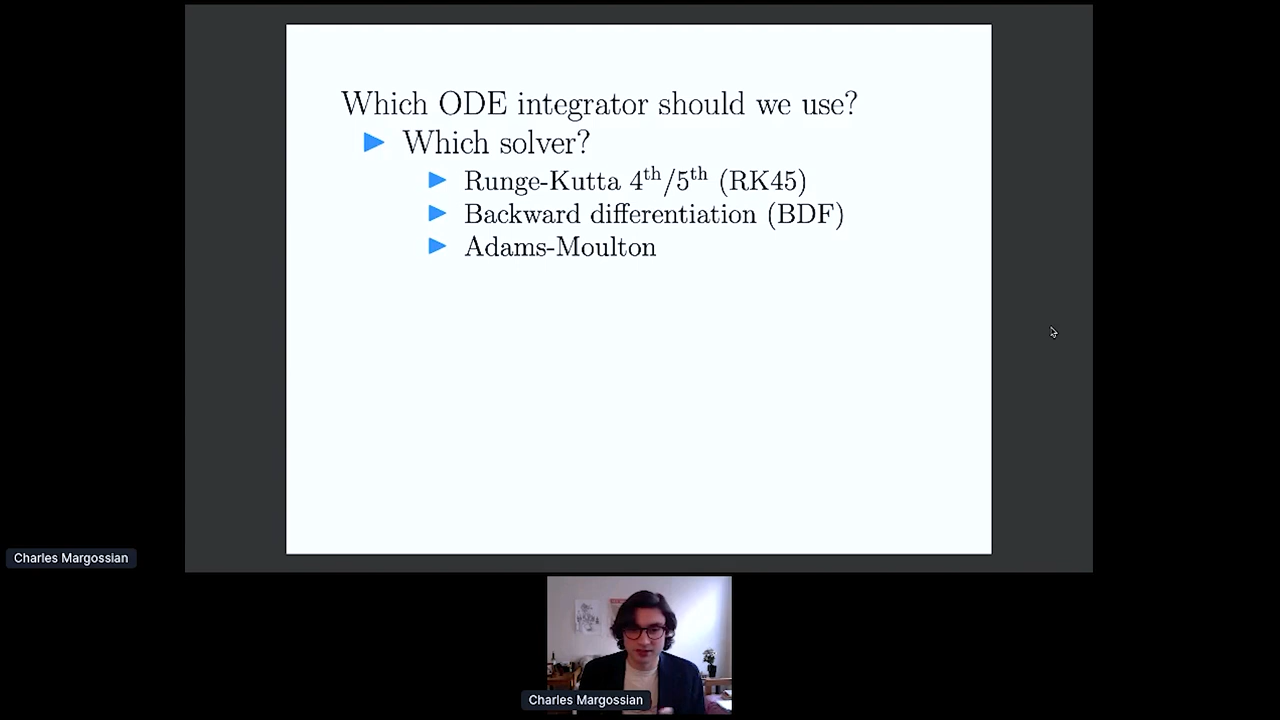 Which ODE integrator should we use?
Which solver?
Runge-Kutta 4th/5th (RK45)
Backward differentiation (BDF)
Adams-Moulton
Charles Margossian
Charles Margossian